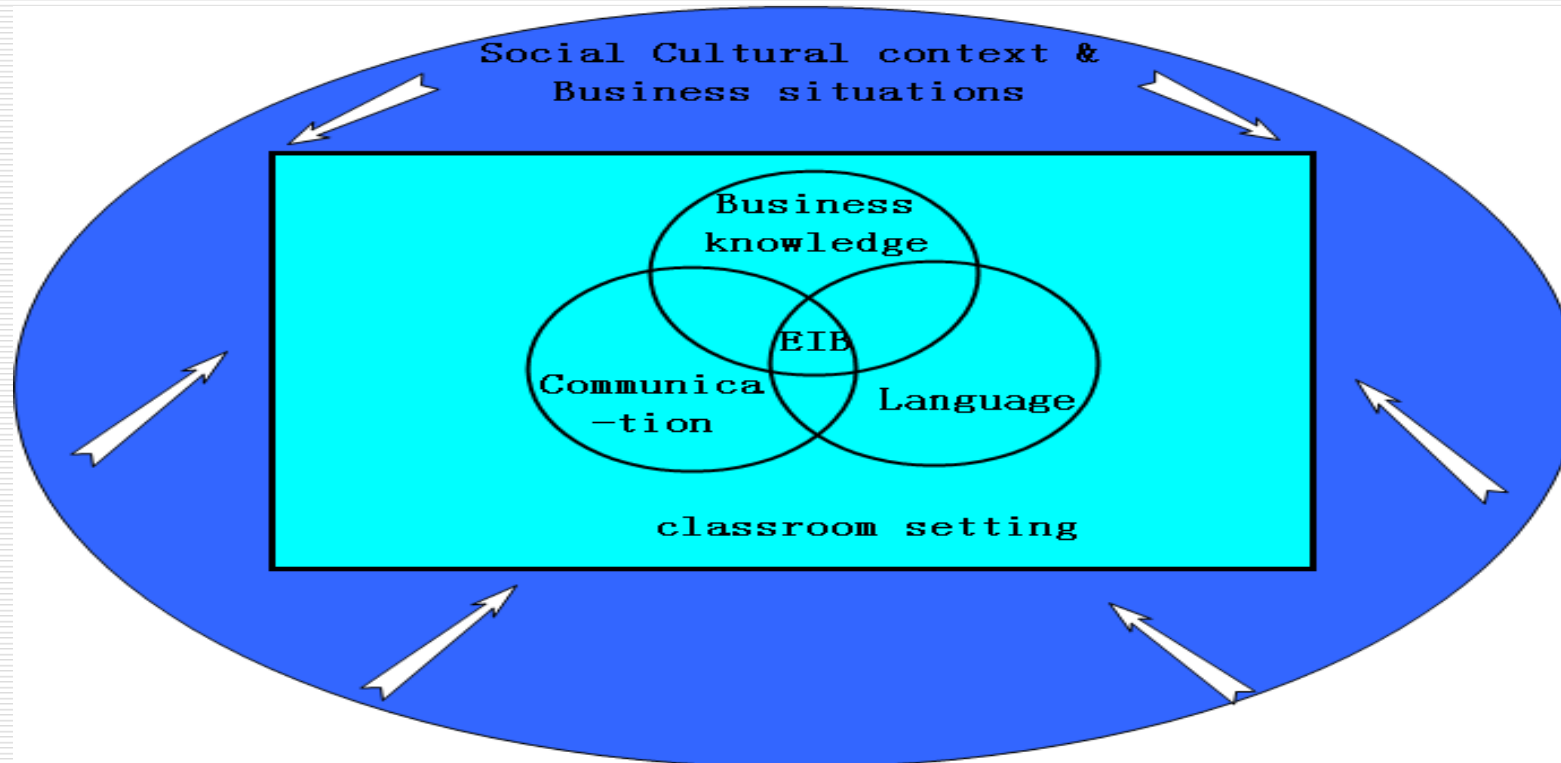 Social Cultural context &
Business situations
Business
knowledge
EIB
Communica
-tion
Language
classroom setting